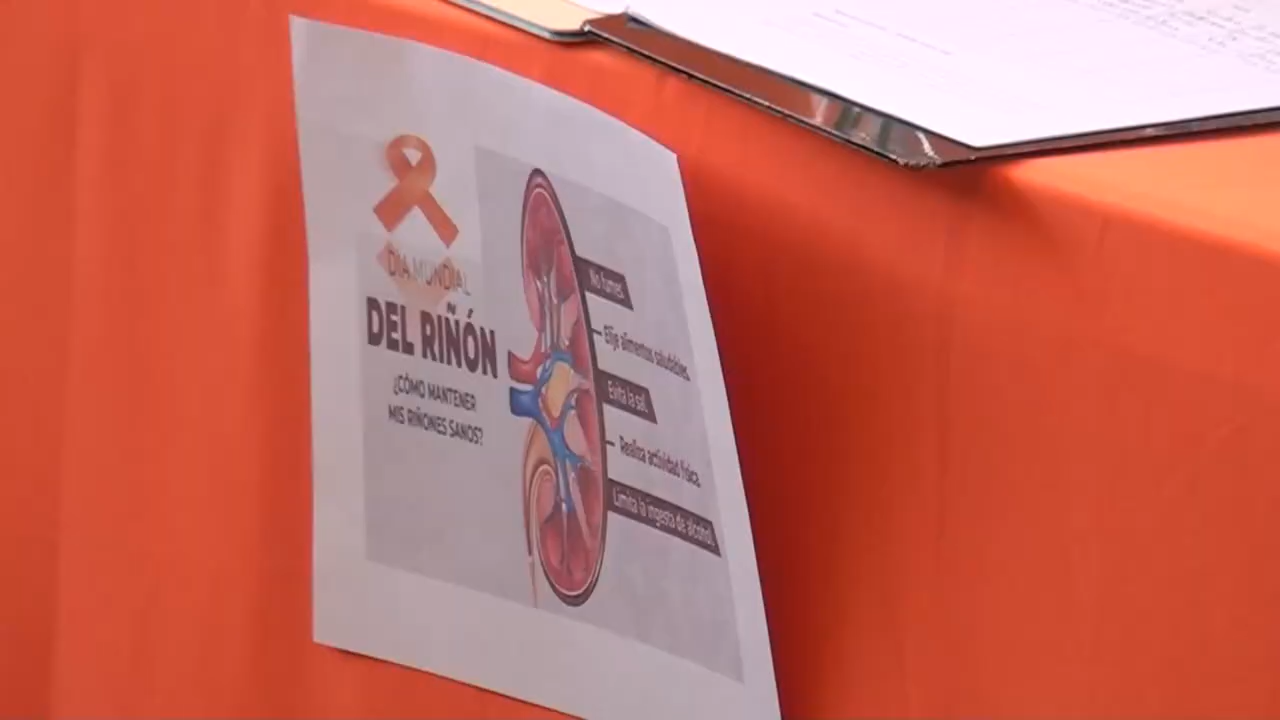 DÍA MUNDIAL
DEL RIÑÓN
¿CÓMO MANTENER
MIS RIÑONES SANOS?
No fumes.
Elije alimentos saludables.
Evita la sal.
Realiza actividad física.
Limita la ingesta de alcohol.